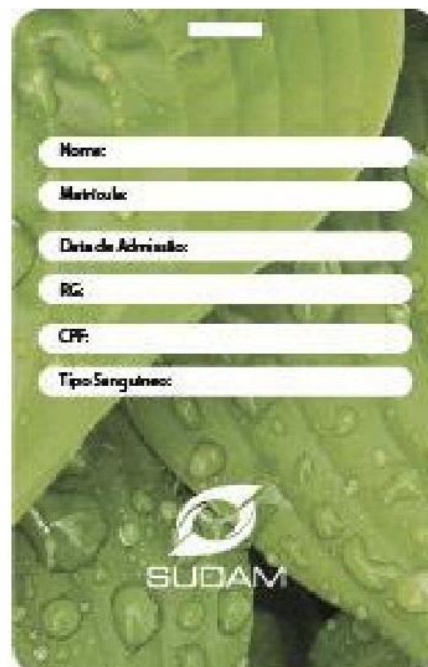 Nome:
Matrícula:
Data de Admissão:
RG:
CPF:
Tipo Sanguíneo:
SUDAM